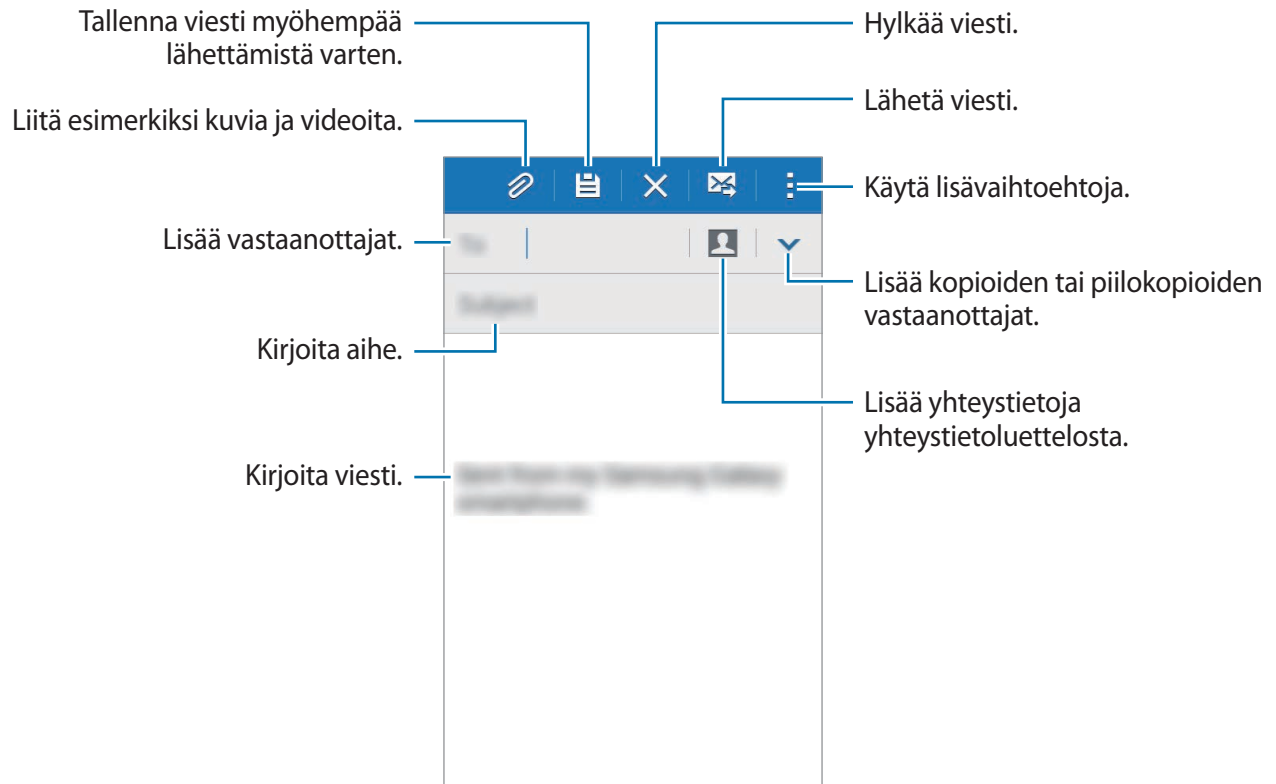 Tallenna viesti myöhempää
lähettämistä varten.
Liitä esimerkiksi kuvia ja videoita.
Lisää vastaanottajat.
Kirjoita aihe.
Kirjoita viesti.
Hylkää viesti.
Lähetä viesti.
Käytä lisävaihtoehtoja.
Lisää kopioiden tai piilokopioiden
vastaanottajat.
Lisää yhteystietoja
yhteystietoluettelosta.